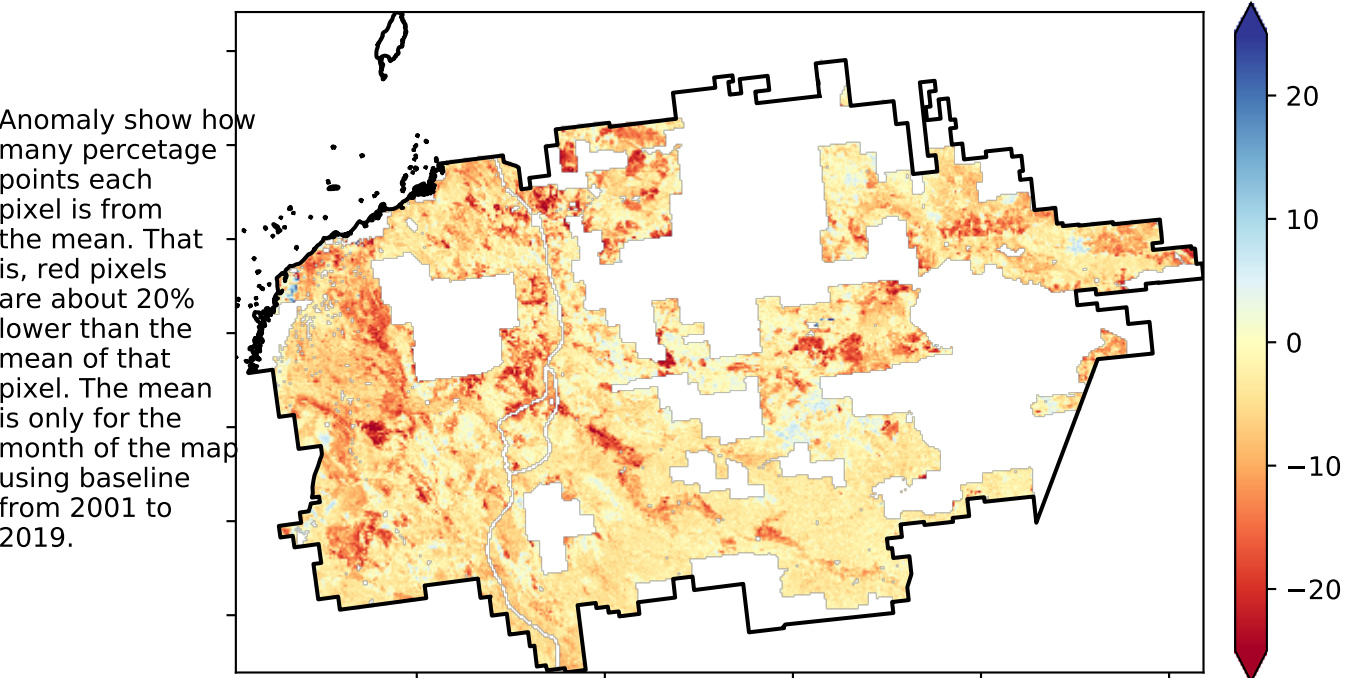 Anomaly show how
many percetage
points each
pixel is from
the mean. That
is, red pixels
are about 20%
lower than the
mean of that
pixel. The mean
is only for the
month of the map
using baseline
from 2001 to
2019.
20
10
0
−10
−20